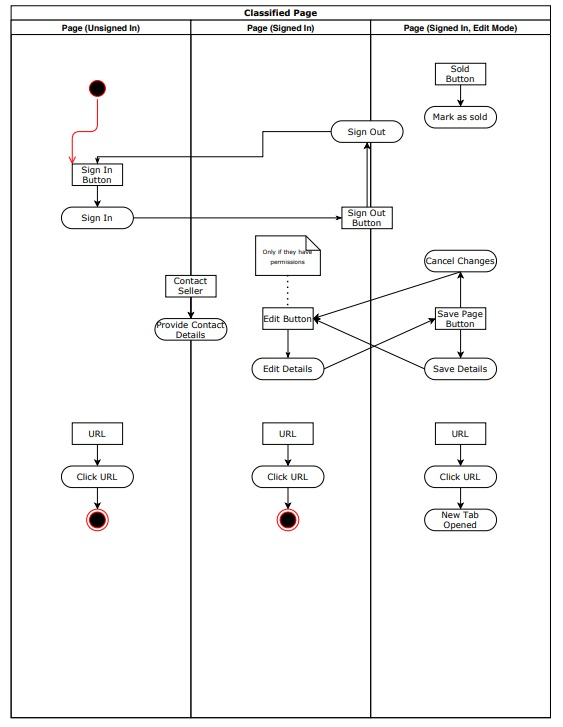 Classified Page
Page (Unsigned In)
Page (Signed In)
Page (Signed In, Edit Mode)
Sold
Button
Mark as sold
Sign Out
Sign In
Button
Sign In
Sign Out
Button
Only if they have
permissions
Cancel Changes
Contact
Seller
Provide Contact
Details
Edit Button
Save Page
Button
Edit Details
Save Details
URL
URL
URL
Click URL
Click URL
Click URL
New Tab
Opened